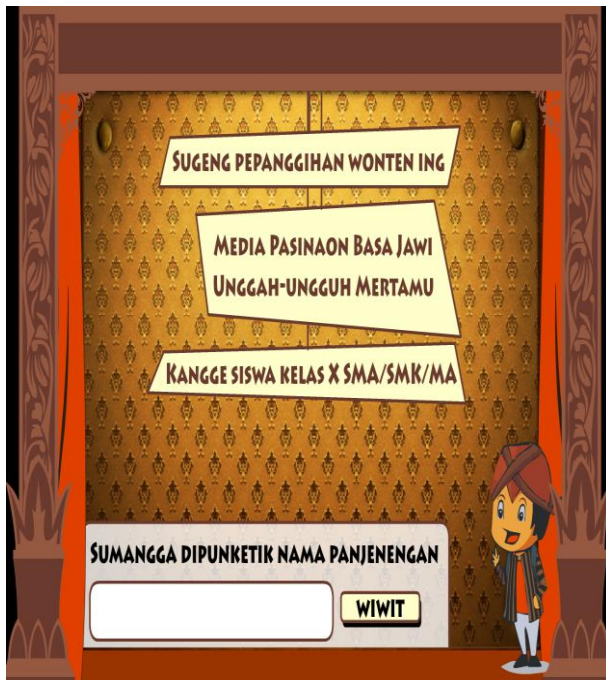 SUGENG PEPANGGIHAN WONTEN ING
MEDIA PASINAON BASA JAWI
UNGGAH-UNGGUH MERTAMU
KANGGE SISWA KELAS X SMA/SMK/MA
SUMANGGA DIPUNKETIK NAMA PANJENENGAN
WIWIT